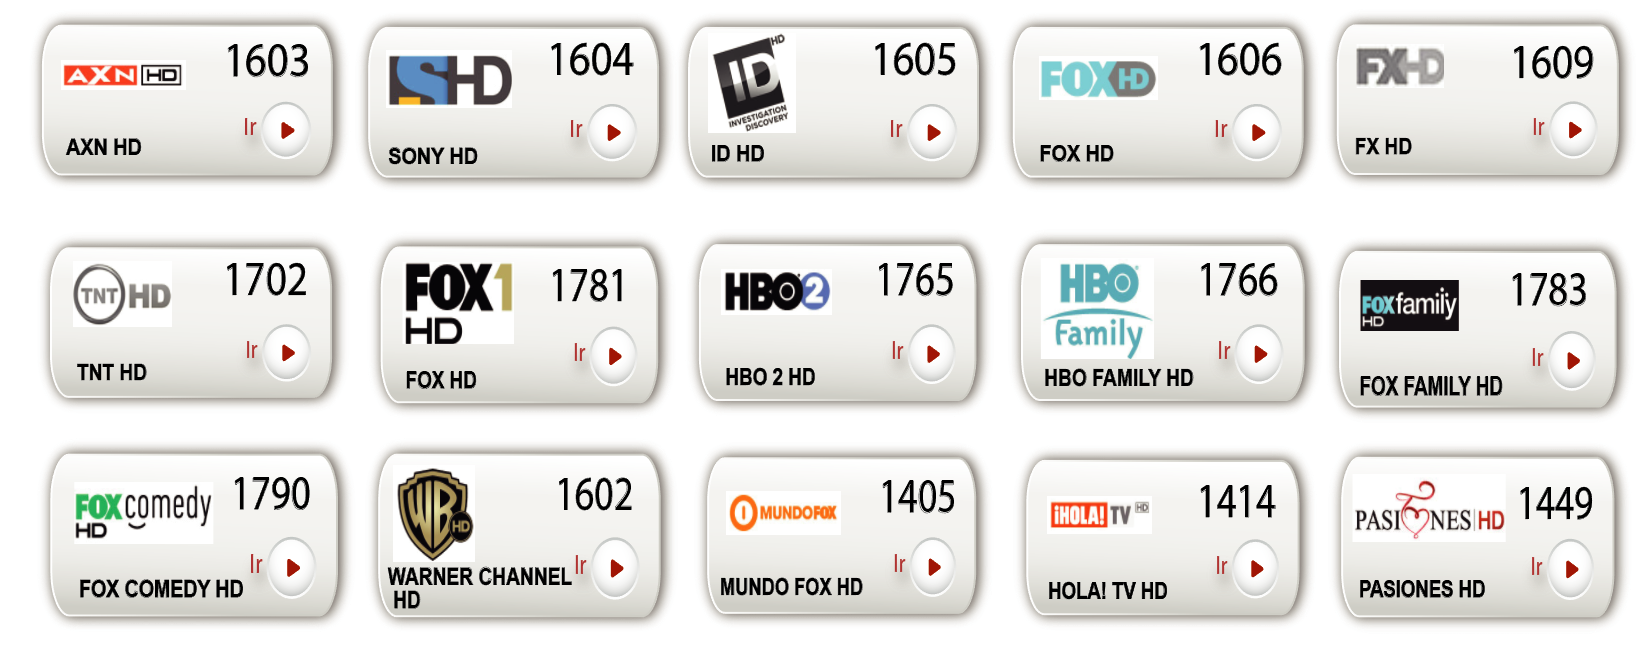 AXN HD
1603
Ir
AXN HD
SHD
1604
Ir
SONY HD
ID HD
INVESTIGATION
DISCOVERY
1605
Ir
ID HD
FOX HD
1606
Ir
FOX HD
FX HD
1609
Ir
FX HD
TNT HD
1702
Ir
TNT HD
FOX1
HD
1781
Ir
FOX HD
HBO2
1765
Ir
HBO 2 HD
HBO
Family
1766
Ir
HBO FAMILY HD
FOXfamily
HD
1783
Ir
FOX FAMILY HD
FOX comedy
HD
1790
Ir
FOX COMEDY HD
WB HD
1602
Ir
WARNER CHANNEL
HD
MUNDOFOX
1405
Ir
MUNDO FOX HD
¡HOLA! TV HD
1414
Ir
HOLA! TV HD
PASIONES HD
1449
Ir
PASIONES HD